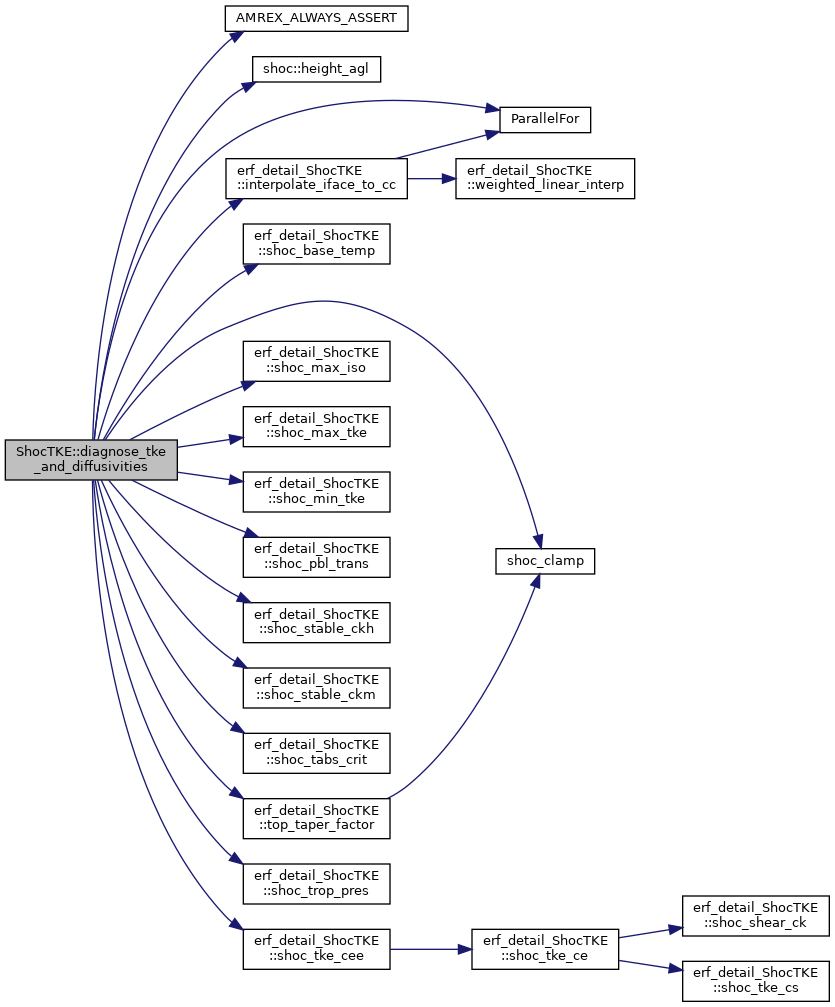 AMREX_ALWAYS_ASSERT
shoc::height_agl
ParallelFor
erf_detail_ShocTKE
::interpolate_iface_to_cc
erf_detail_ShocTKE
::weighted_linear_interp
erf_detail_ShocTKE
::shoc_base_temp
erf_detail_ShocTKE
::shoc_max_iso
erf_detail_ShocTKE
::shoc_max_tke
ShocTKE::diagnose_tke
_and_diffusivities
erf_detail_ShocTKE
::shoc_min_tke
erf_detail_ShocTKE
::shoc_pbl_trans
shoc_clamp
erf_detail_ShocTKE
::shoc_stable_ckh
erf_detail_ShocTKE
::shoc_stable_ckm
erf_detail_ShocTKE
::shoc_tabs_crit
erf_detail_ShocTKE
::top_taper_factor
erf_detail_ShocTKE
::shoc_trop_pres
erf_detail_ShocTKE
::shoc_tke_cee
erf_detail_ShocTKE
::shoc_tke_ce
erf_detail_ShocTKE
::shoc_shear_ck
erf_detail_ShocTKE
::shoc_tke_cs